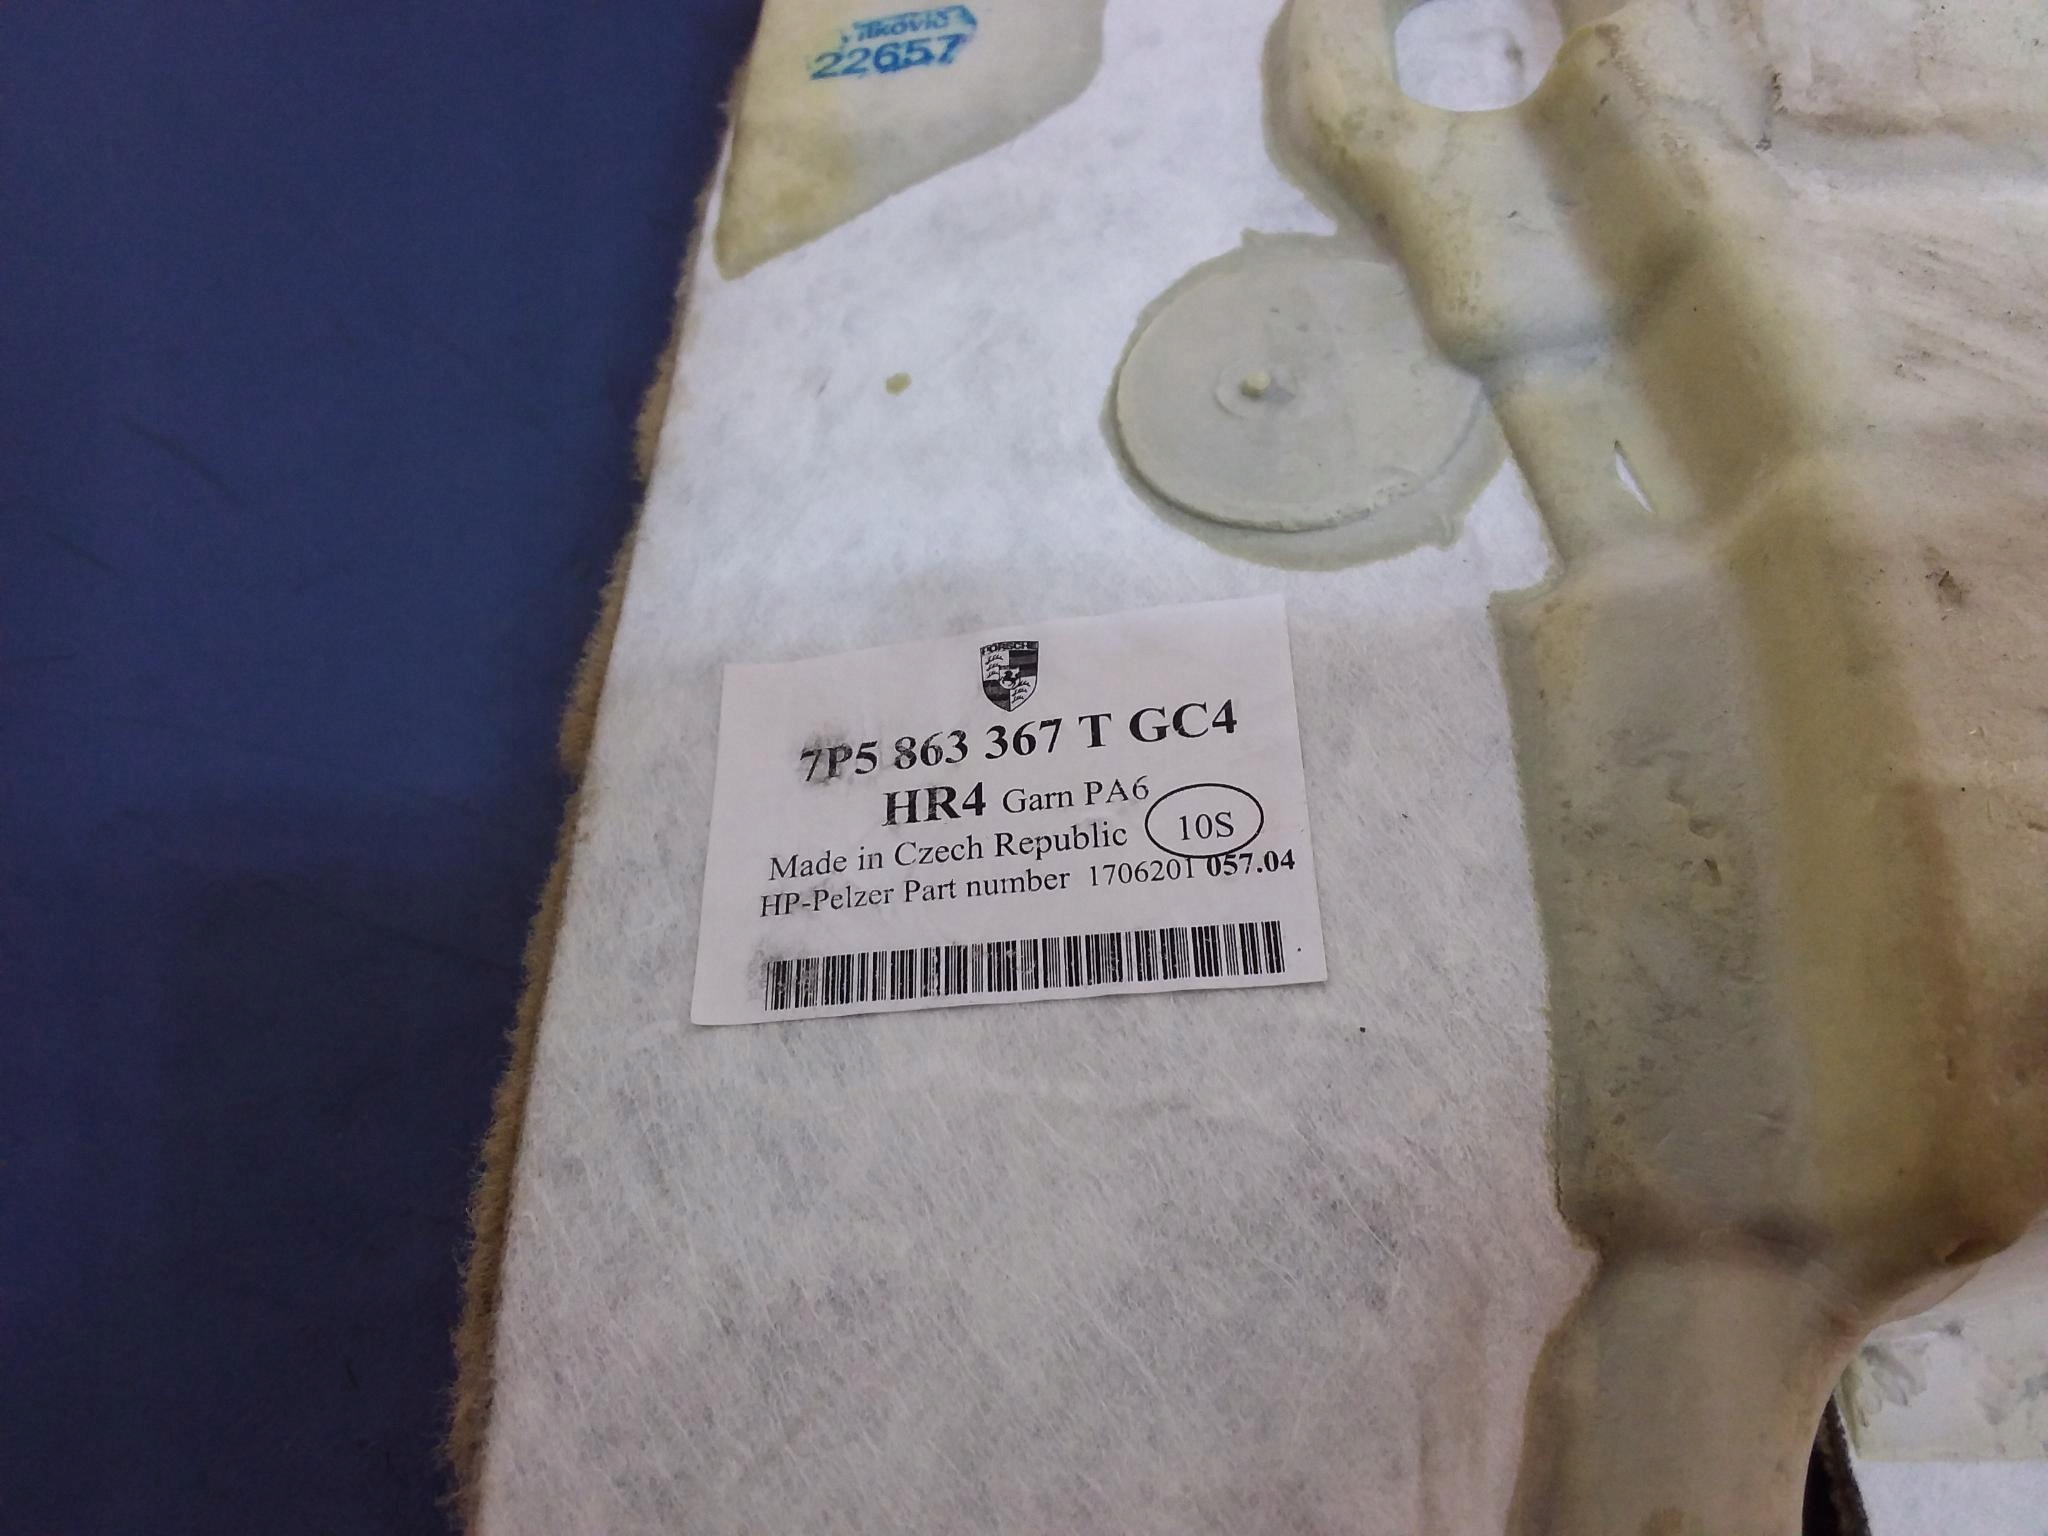 22657
PORSCHE
7P5 863 367 T GC4
HR4 Garn PA6
Made in Czech Republic 10S
HP-Pelzer Part number 1706201 057.04